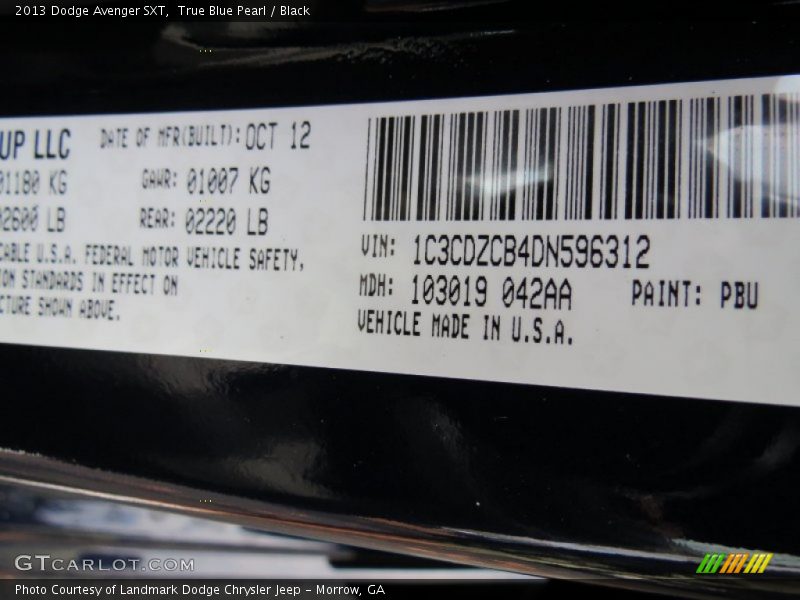 2013 Dodge Avenger SXT, True Blue Pearl / Black
UP LLC DATE OF MFR(BUILT): OCT 12
01180 KG GAWR: 01007 KG
02600 LB REAR: 02220 LB
CABLE U.S.A. FEDERAL MOTOR VEHICLE SAFETY,
ION STANDARDS IN EFFECT ON
CTURE SHOWN ABOVE.
VIN: 1C3CDZCB4DN596312
MDH: 103019 042AA PAINT: PBU
VEHICLE MADE IN U.S.A.
GTCARLOT.COM
Photo Courtesy of Landmark Dodge Chrysler Jeep - Morrow, GA